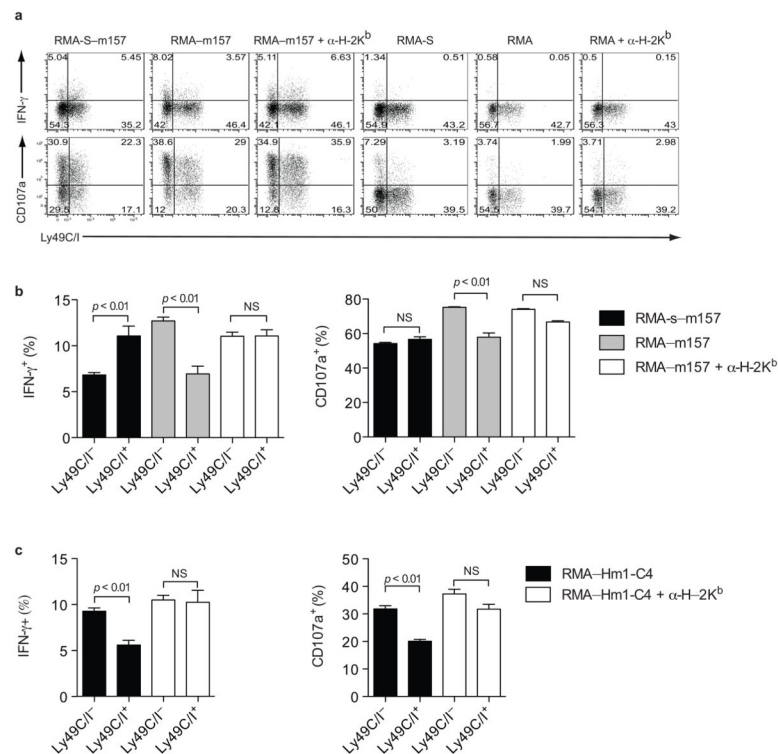 a
RMA-S–m157 RMA–m157 RMA–m157 + α-H-2Kᵇ RMA-S RMA RMA + α-H-2Kᵇ
5.04 5.45 8.02 3.57 5.11 6.63 1.34 0.51 0.58 0.05 0.5 0.15
IFN-γ
54.3 35.2 42 46.4 42.1 46.1 54.9 43.2 56.7 42.7 56.3 43
30.9 22.3 38.6 29 34.9 35.9 7.29 3.19 3.74 1.99 3.71 2.98
CD107a
29.5 17.1 12 20.3 12.8 16.3 50 39.5 54.5 39.7 54.1 39.2
Ly49C/I
b
IFN-γ⁺ (%)
15
10
5
0
p < 0.01 p < 0.01 NS
Ly49C/I⁻ Ly49C/I⁺ Ly49C/I⁻ Ly49C/I⁺ Ly49C/I⁻ Ly49C/I⁺
CD107a⁺ (%)
80
60
40
20
0
NS p < 0.01 NS
Ly49C/I⁻ Ly49C/I⁺ Ly49C/I⁻ Ly49C/I⁺ Ly49C/I⁻ Ly49C/I⁺
RMA-s–m157
RMA–m157
RMA–m157 + α-H-2Kᵇ
c
IFN-γ+ (%)
15
10
5
0
p < 0.01 NS
Ly49C/I⁻ Ly49C/I⁺ Ly49C/I⁻ Ly49C/I⁺
CD107a⁺ (%)
50
40
30
20
10
0
p < 0.01 NS
Ly49C/I⁻ Ly49C/I⁺ Ly49C/I⁻ Ly49C/I⁺
RMA–Hm1-C4
RMA–Hm1-C4 + α-H–2Kᵇ